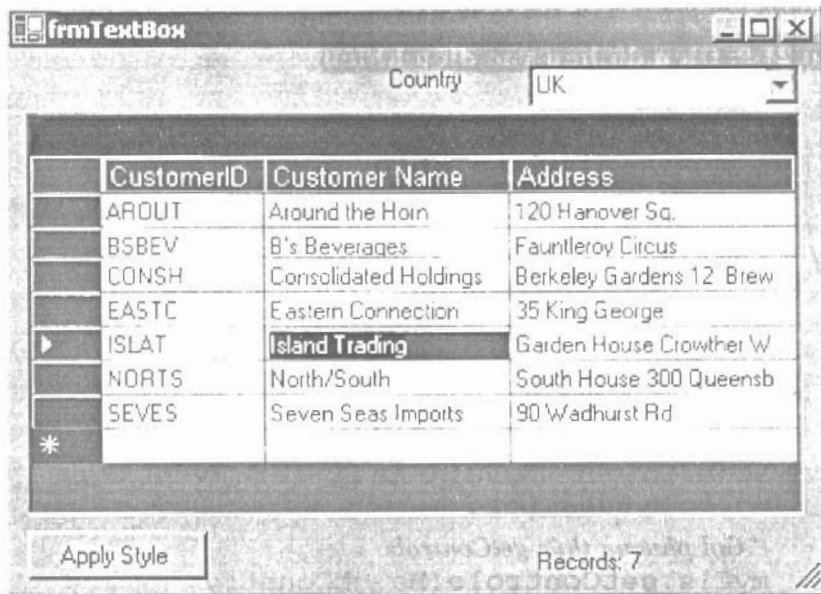 frmTextBox
Country UK
CustomerID Customer Name Address
AROUT Around the Horn 120 Hanover Sq.
BSBEV B's Beverages Fauntleroy Circus
CONSH Consolidated Holdings Berkeley Gardens 12 Brew
EASTC Eastern Connection 35 King George
ISLAT Island Trading Garden House Crowther W
NORTS North/South South House 300 Queensb
SEVES Seven Seas Imports 90 Wadhurst Rd
*
Apply Style Records: 7